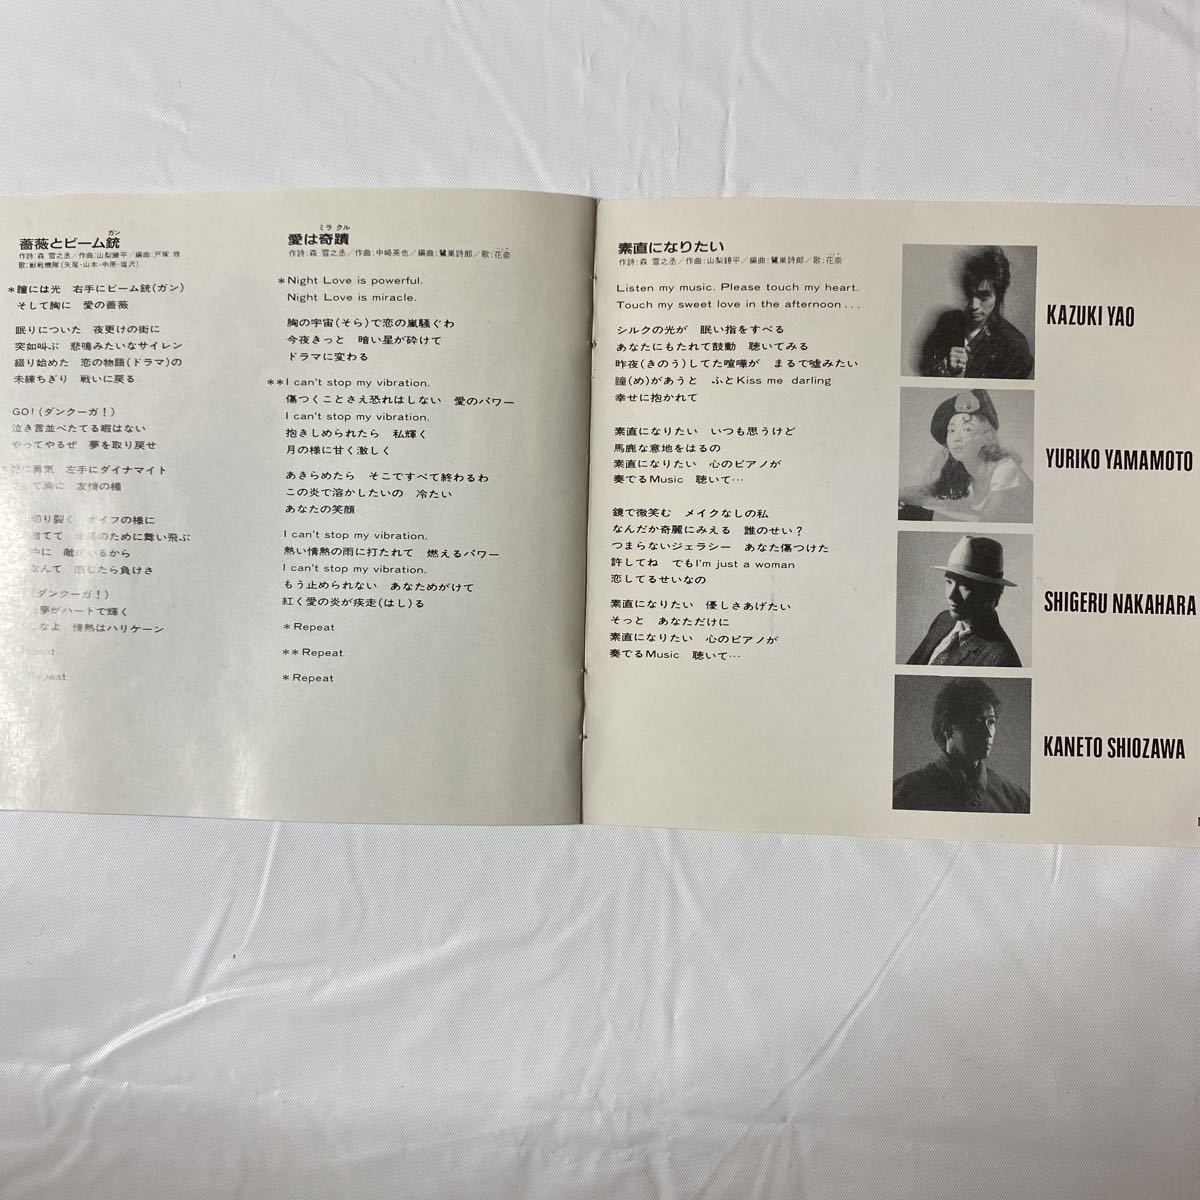 薔薇とビーム銃
ガン
作詩:森 雪之丞/作曲:山梨鐐平/編曲:戸塚 修
歌:獣戦機隊(矢尾・山本・中原・塩沢)
*瞳には光 右手にビーム銃(ガン)
そして胸に 愛の薔薇
眠りについた 夜更けの街に
突如叫ぶ 悲鳴みたいなサイレン
綴り始めた 恋の物語(ドラマ)の
未練ちぎり 戦いに戻る
GO!(ダンクーガ!)
泣き言並べたてる暇はない
やってやるぜ 夢を取り戻せ
に勇気 左手にダイナマイト
て胸に 友情の楯
切り裂く ナイフの様に
捨てて のために舞い飛ぶ
中に 敵がいるから
なんて 感じたら負けさ
(ダンクーガ!)
夢がハートで輝く
なよ 情熱はハリケーン
Repeat
Repeat
愛は奇蹟
ミラクル
作詩:森 雪之丞/作曲:中崎英也/編曲:鷺巣詩郎/歌:花奈
*Night Love is powerful.
Night Love is miracle.
胸の宇宙(そら)で恋の嵐騒ぐわ
今夜きっと 暗い星が砕けて
ドラマに変わる
**I can't stop my vibration.
傷つくことさえ恐れはしない 愛のパワー
I can't stop my vibration.
抱きしめられたら 私輝く
月の様に甘く激しく
あきらめたら そこですべて終わるわ
この炎で溶かしたいの 冷たい
あなたの笑顔
I can't stop my vibration.
熱い情熱の雨に打たれて 燃えるパワー
I can't stop my vibration.
もう止められない あなためがけて
紅く愛の炎が疾走(はし)る
*Repeat
**Repeat
*Repeat
素直になりたい
作詩:森 雪之丞/作曲:山梨鐐平/編曲:鷺巣詩郎/歌:花奈
Listen my music. Please touch my heart.
Touch my sweet love in the afternoon...
シルクの光が 眠い指をすべる
あなたにもたれて鼓動 聴いてみる
昨夜(きのう)してた喧嘩が まるで嘘みたい
瞳(め)があうと ふとKiss me darling
幸せに抱かれて
素直になりたい いつも思うけど
馬鹿な意地をはるの
素直になりたい 心のピアノが
奏でるMusic 聴いて…
鏡で微笑む メイクなしの私
なんだか奇麗にみえる 誰のせい?
つまらないジェラシー あなた傷つけた
許してね でもI'm just a woman
恋してるせいなの
素直になりたい 優しさあげたい
そっと あなただけに
素直になりたい 心のピアノが
奏でるMusic 聴いて…
KAZUKI YAO
YURIKO YAMAMOTO
SHIGERU NAKAHARA
KANETO SHIOZAWA